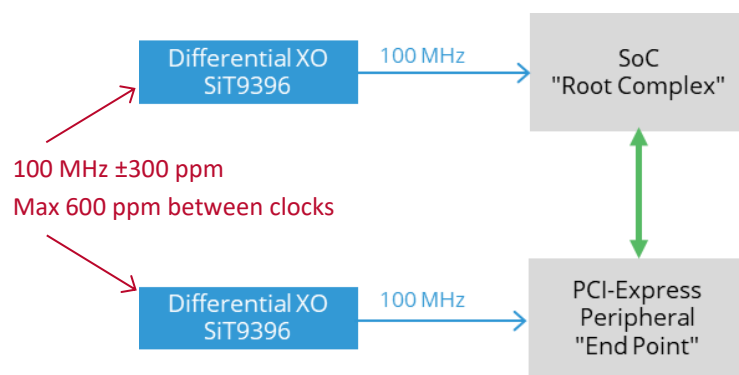 Differential XO
SiT9396
100 MHz
SoC
"Root Complex"
100 MHz ±300 ppm
Max 600 ppm between clocks
Differential XO
SiT9396
100 MHz
PCI-Express
Peripheral
"End Point"